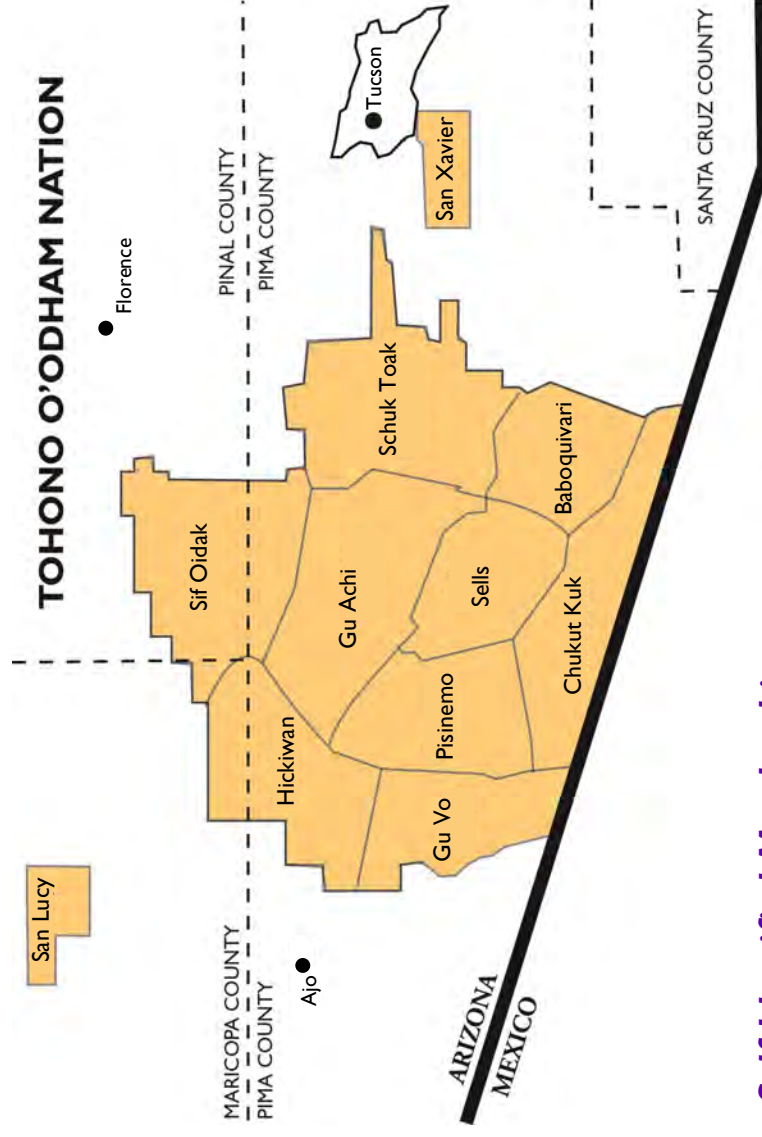 TOHONO O'ODHAM NATION
Florence
San Lucy
MARICOPA COUNTY
PIMA COUNTY
PINAL COUNTY
PIMA COUNTY
Sif Oidak
Hickiwan
Ajo
Gu Achi
Schuk Toak
Tucson
San Xavier
Gu Vo
Pisinemo
Sells
Baboquivari
Chukut Kuk
ARIZONA
MEXICO
SANTA CRUZ COUNTY